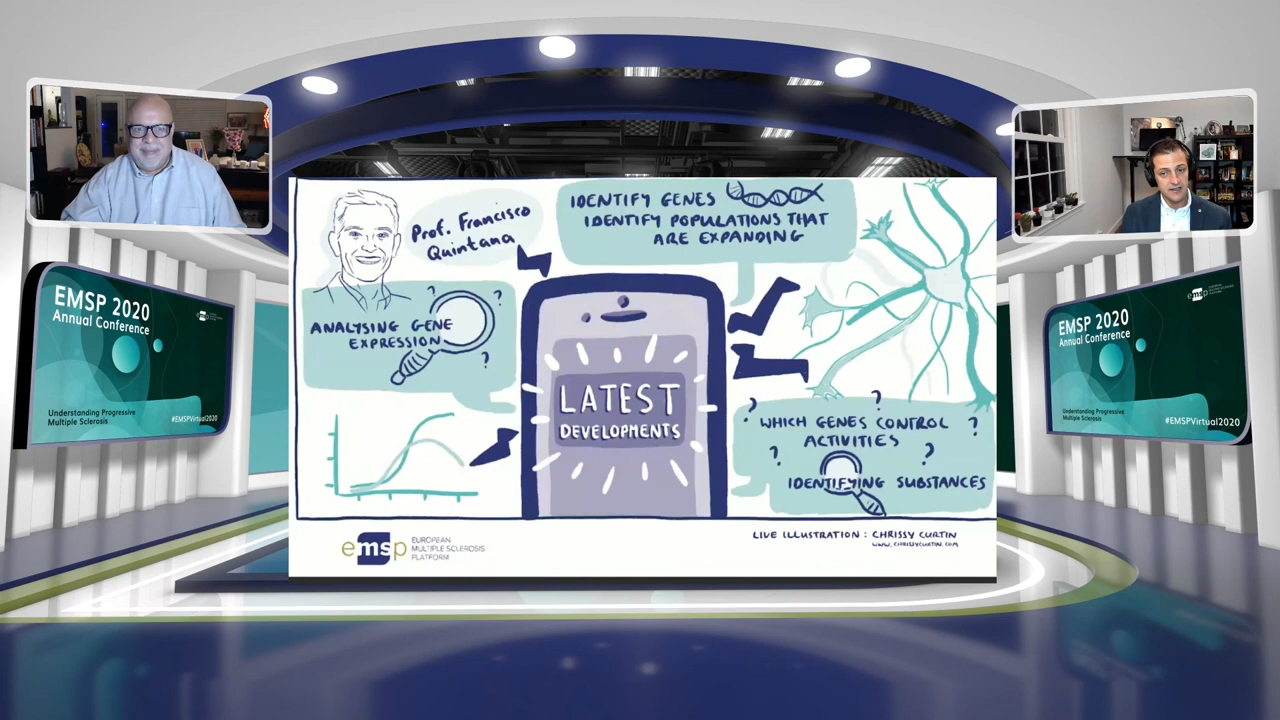 EMSP 2020
Annual Conference
Understanding Progressive
Multiple Sclerosis
#EMSPVirtual2020
Prof. Francisco
Quintana
IDENTIFY GENES
IDENTIFY POPULATIONS THAT
ARE EXPANDING
ANALYSING GENE
EXPRESSION
?
?
?
LATEST
DEVELOPMENTS
?
?
WHICH GENES CONTROL ?
ACTIVITIES
?
?
IDENTIFYING SUBSTANCES
emsp
EUROPEAN
MULTIPLE SCLEROSIS
PLATFORM
LIVE ILLUSTRATION : CHRISSY CURTIN
WWW.CHRISSYCURTIN.COM
emsp
EMSP 2020
Annual Conference
Understanding Progressive
Multiple Sclerosis
#EMSPVirtual2020